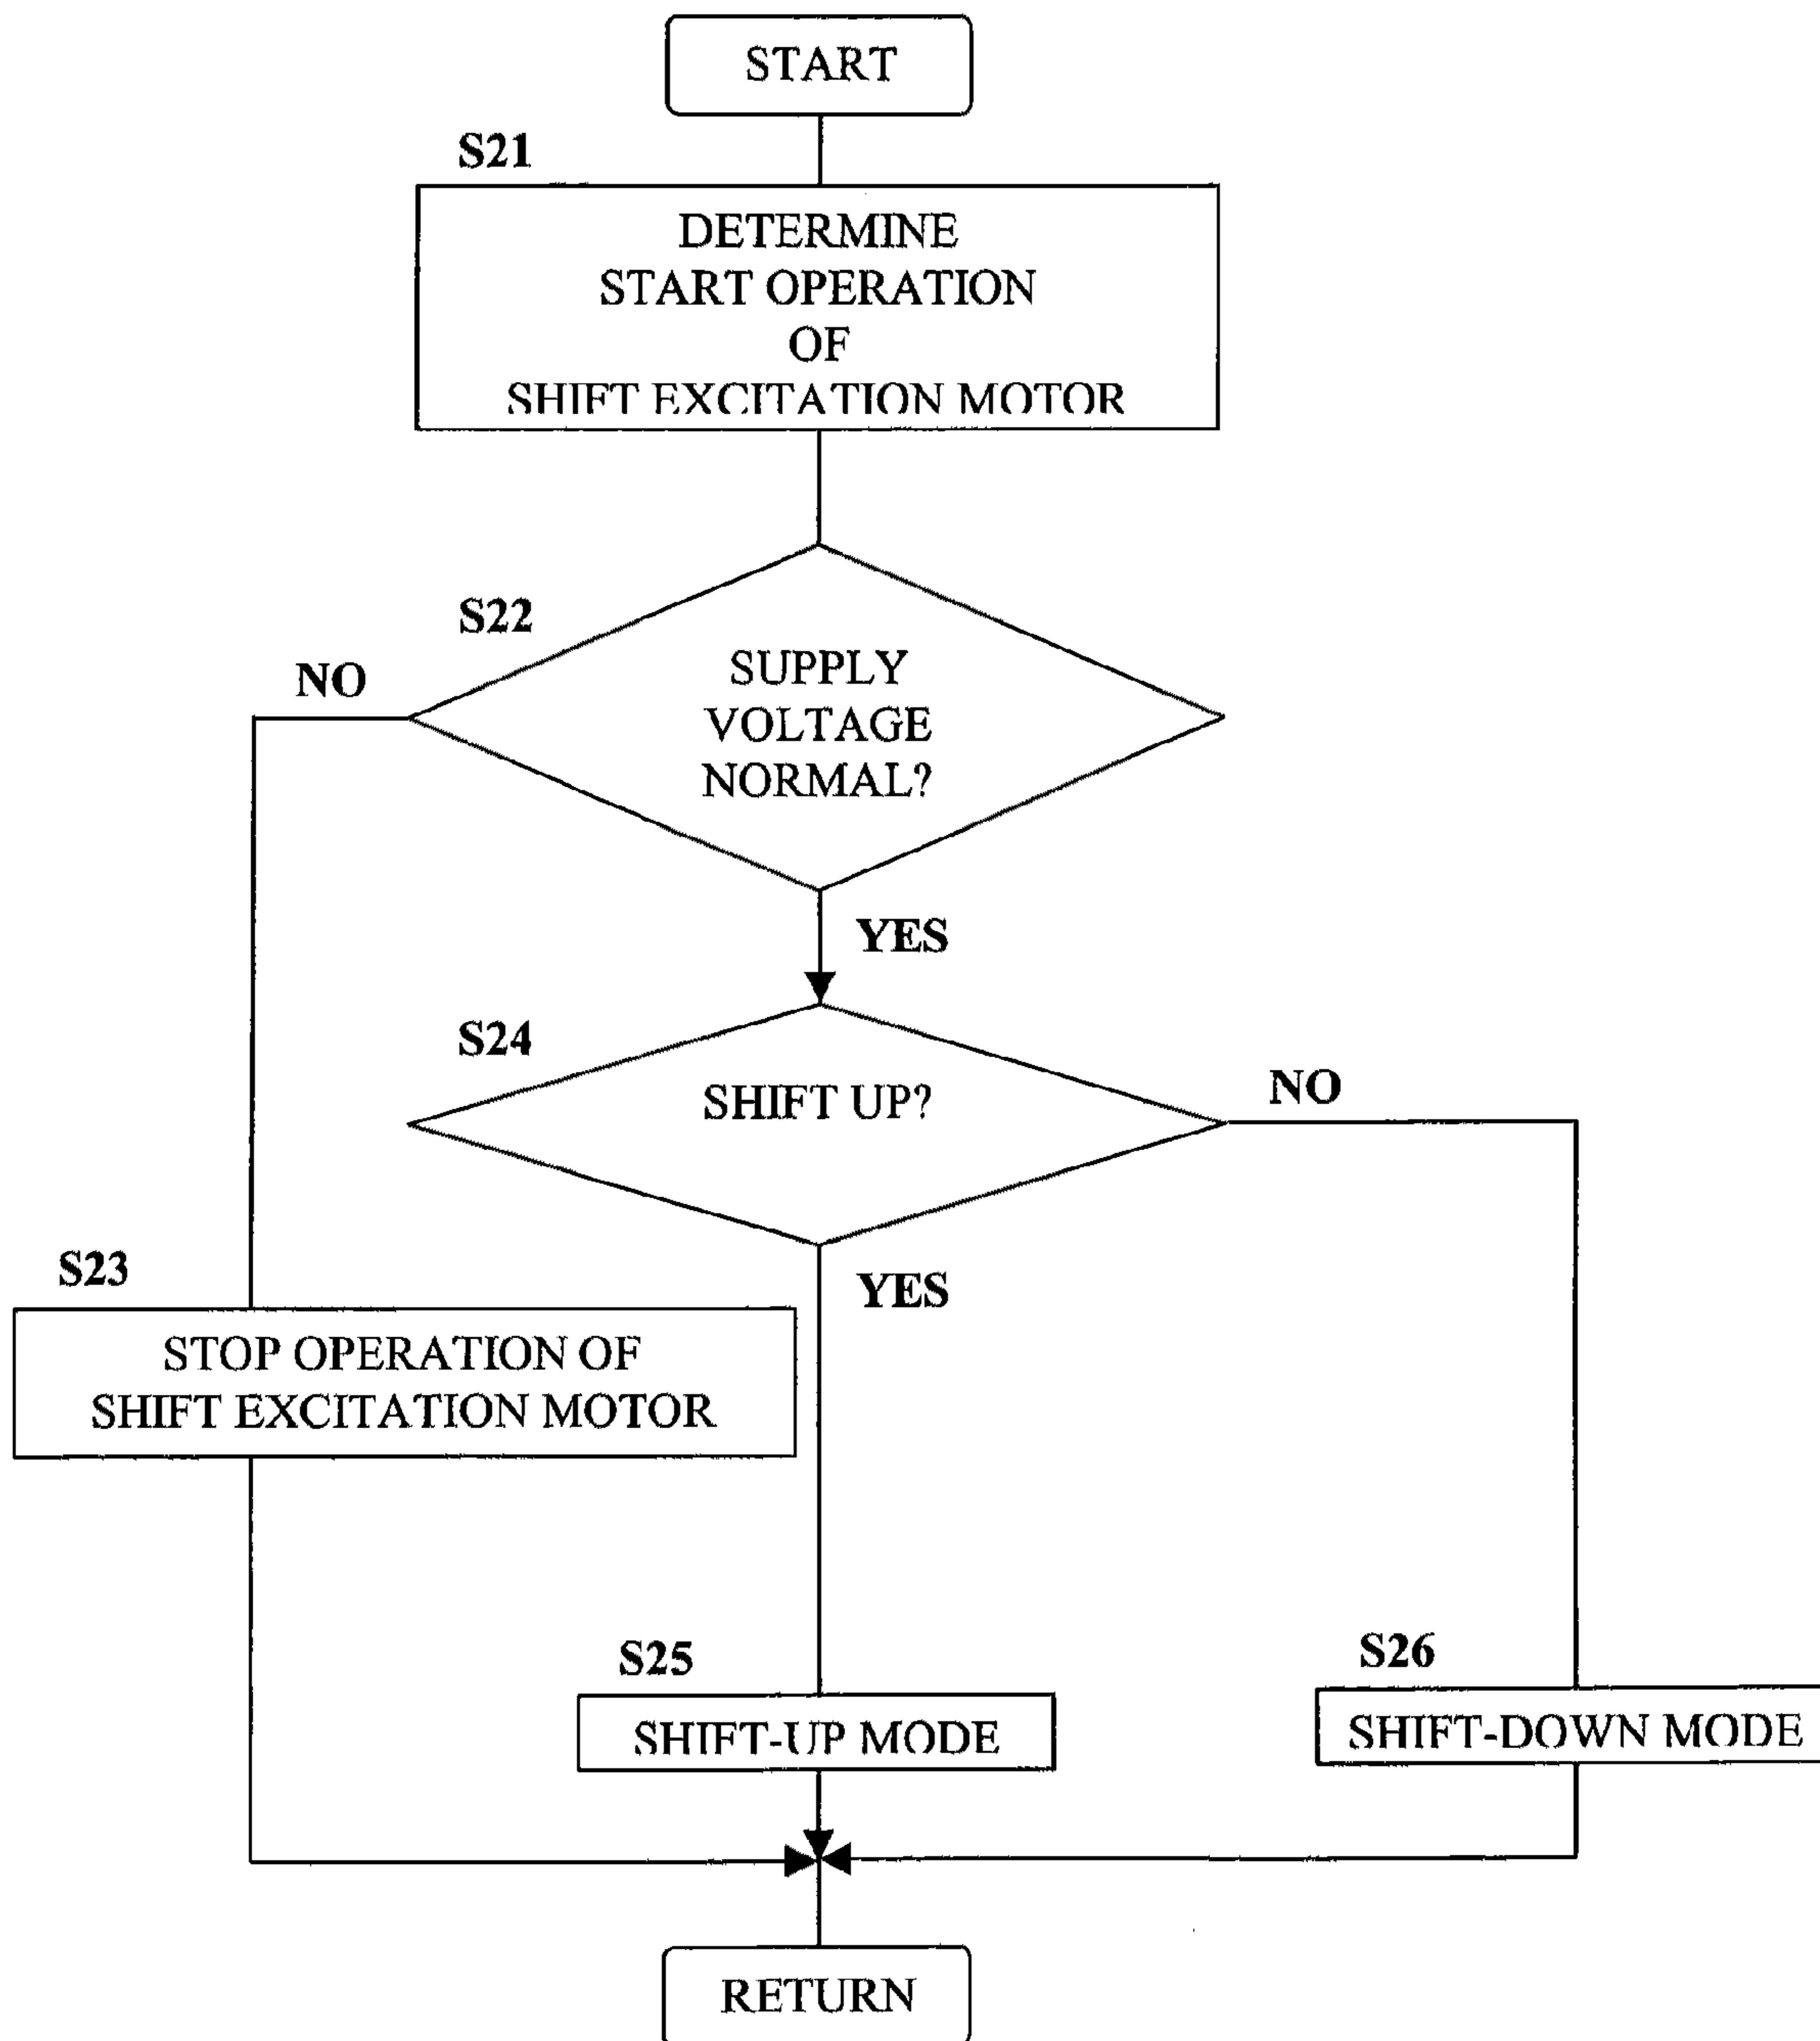 START
S21
DETERMINE
START OPERATION
OF
SHIFT EXCITATION MOTOR
S22
NO
SUPPLY
VOLTAGE
NORMAL?
YES
S24
SHIFT UP?
NO
S23
YES
STOP OPERATION OF
SHIFT EXCITATION MOTOR
S25
S26
SHIFT-UP MODE
SHIFT-DOWN MODE
RETURN